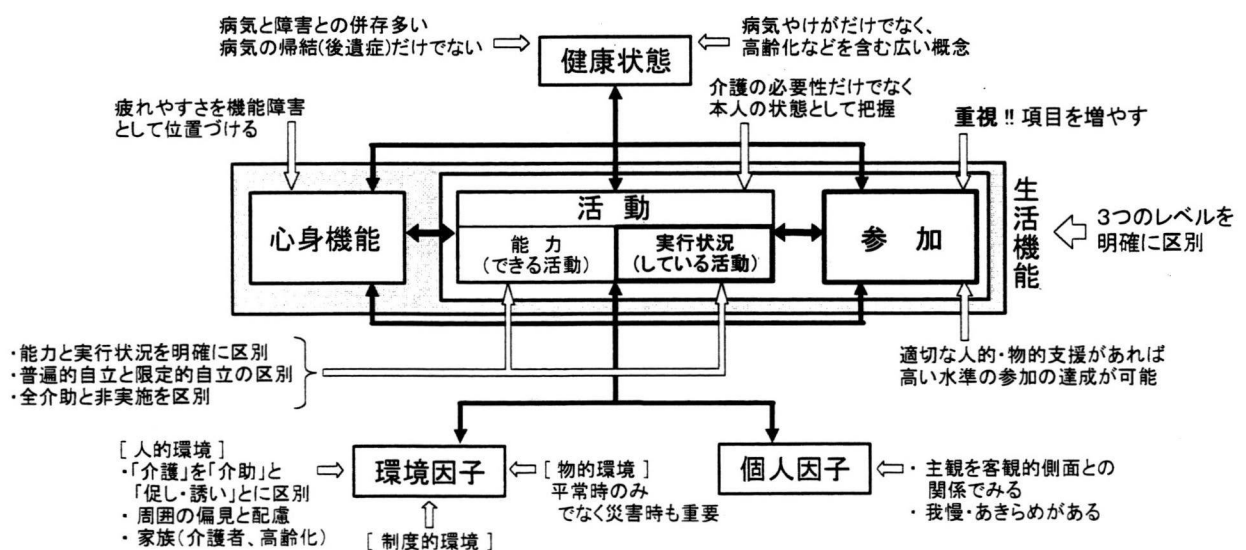 病気と障害との併存多い
病気の帰結(後遺症)だけでない
健康状態
病気やけがだけでなく、
高齢化などを含む広い概念
疲れやすさを機能障害
として位置づける
介護の必要性だけでなく
本人の状態として把握
重視!! 項目を増やす
心身機能
活 動
能 力
(できる活動)
実行状況
(している活動)
参 加
生活機能
3つのレベルを
明確に区別
・能力と実行状況を明確に区別
・普遍的自立と限定的自立の区別
・全介助と非実施を区別
適切な人的・物的支援があれば
高い水準の参加の達成が可能
[ 人的環境 ]
・「介護」を「介助」と
「促し・誘い」とに区別
・ 周囲の偏見と配慮
・ 家族(介護者、高齢化)
環境因子
[ 制度的環境 ]
[ 物的環境 ]
平常時のみ
でなく災害時も重要
個人因子
・ 主観を客観的側面との
関係でみる
・ 我慢・あきらめがある